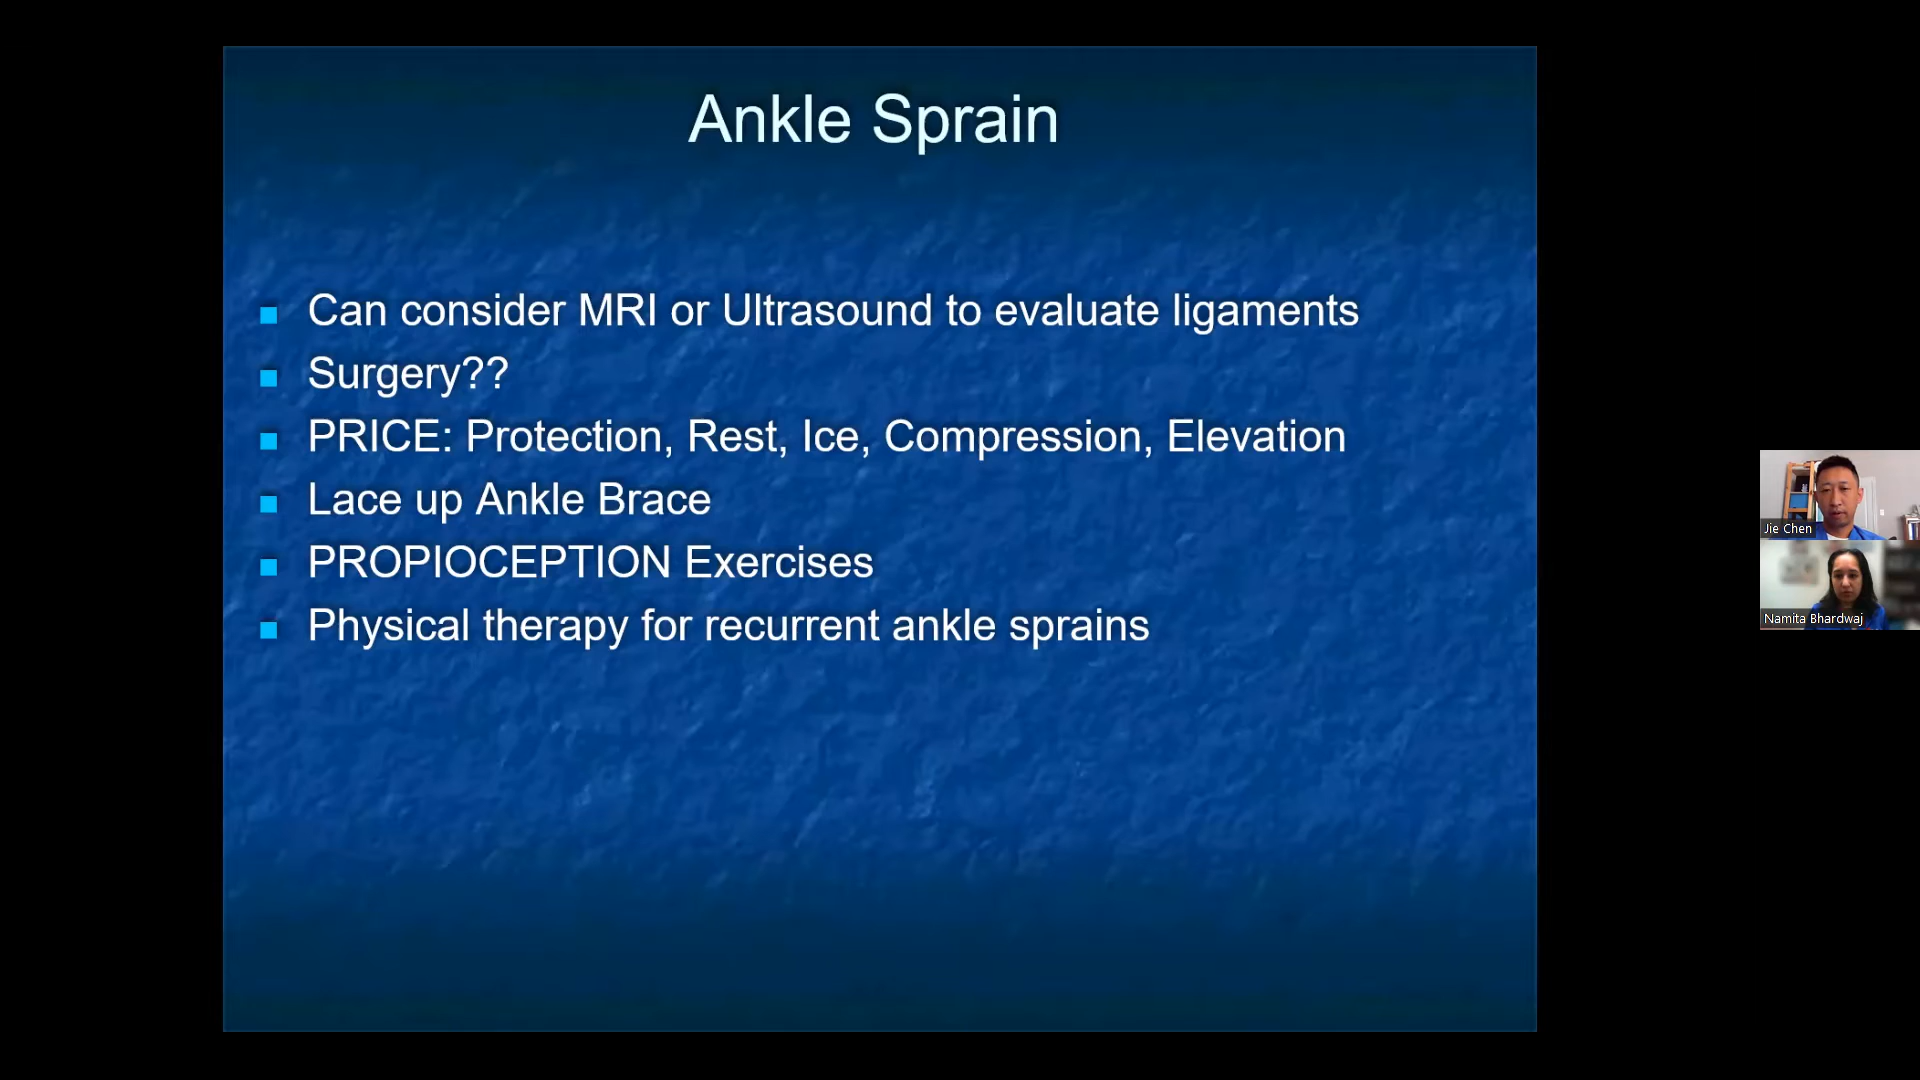 Ankle Sprain
Can consider MRI or Ultrasound to evaluate ligaments
Surgery??
PRICE: Protection, Rest, Ice, Compression, Elevation
Lace up Ankle Brace
PROPIOCEPTION Exercises
Physical therapy for recurrent ankle sprains
Jie Chen
Namita Bhardwaj